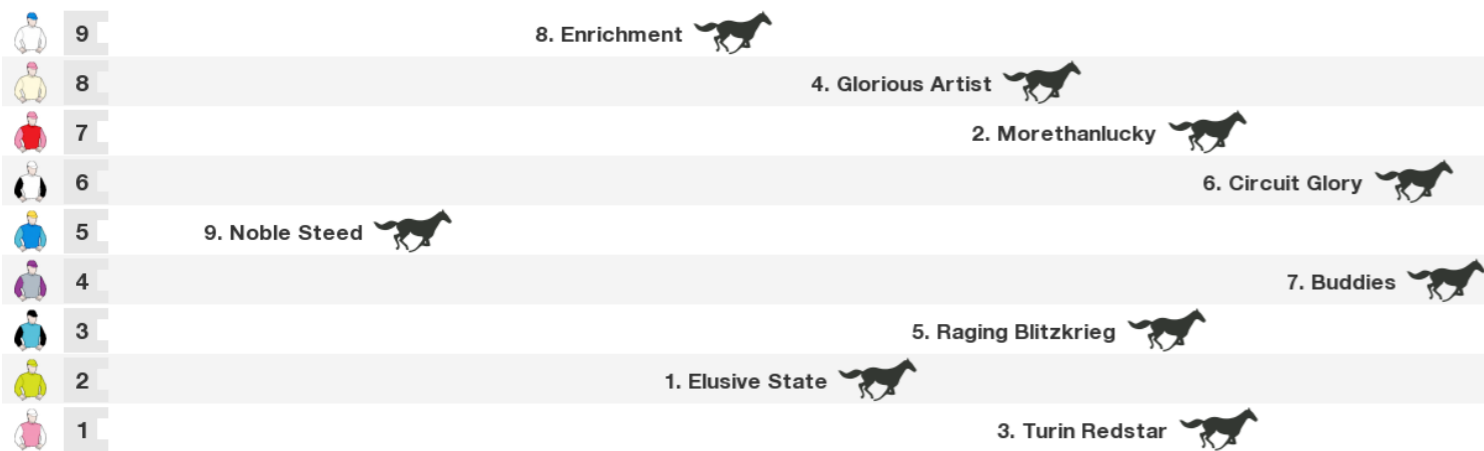 9 8. Enrichment
8 4. Glorious Artist
7 2. Morethanlucky
6 6. Circuit Glory
5 9. Noble Steed
4 7. Buddies
3 5. Raging Blitzkrieg
2 1. Elusive State
1 3. Turin Redstar